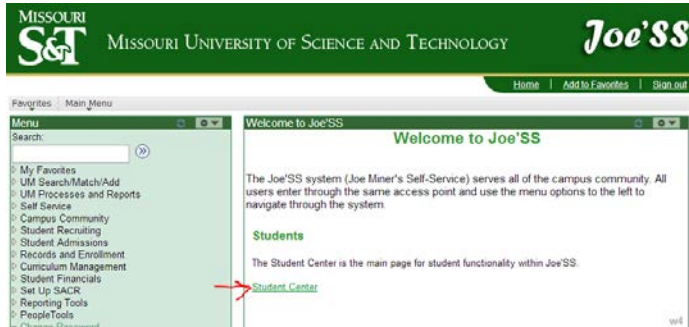 MISSOURI
S&T
MISSOURI UNIVERSITY OF SCIENCE AND TECHNOLOGY
Joe'SS
Home | Add to Favorites | Sign out
Favorites Main Menu
Menu
Search:
My Favorites
UM Search/Match/Add
UM Processes and Reports
Self Service
Campus Community
Student Recruiting
Student Admissions
Records and Enrollment
Curriculum Management
Student Financials
Set Up SACR
Reporting Tools
PeopleTools
Change Password
Welcome to Joe'SS
Welcome to Joe'SS
The Joe'SS system (Joe Miner's Self-Service) serves all of the campus community. All
users enter through the same access point and use the menu options to the left to
navigate through the system.
Students
The Student Center is the main page for student functionality within Joe'SS.
Student Center
w4